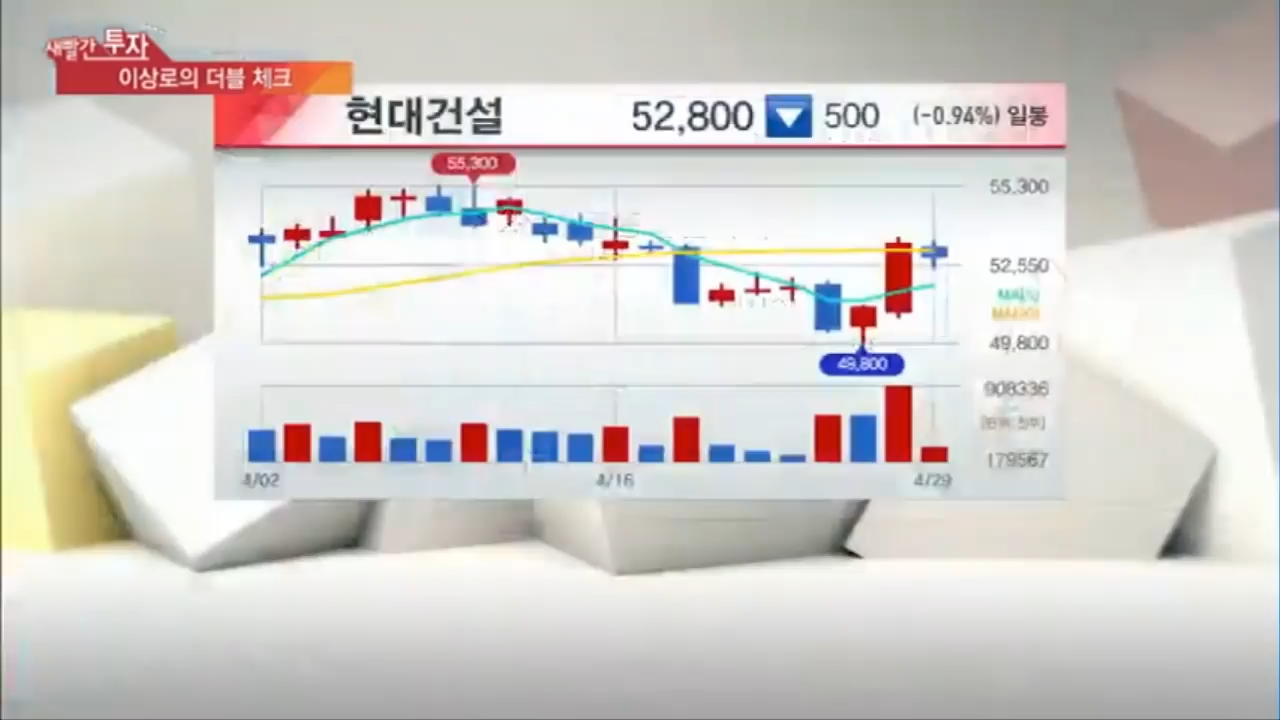 새빨간 투자
이상로의 더블 체크
현대건설 52,800 ▼ 500 (-0.94%) 일봉
55,300
55,300
52,550
49,800
49,800
908336
179567
4/02 4/16 4/29